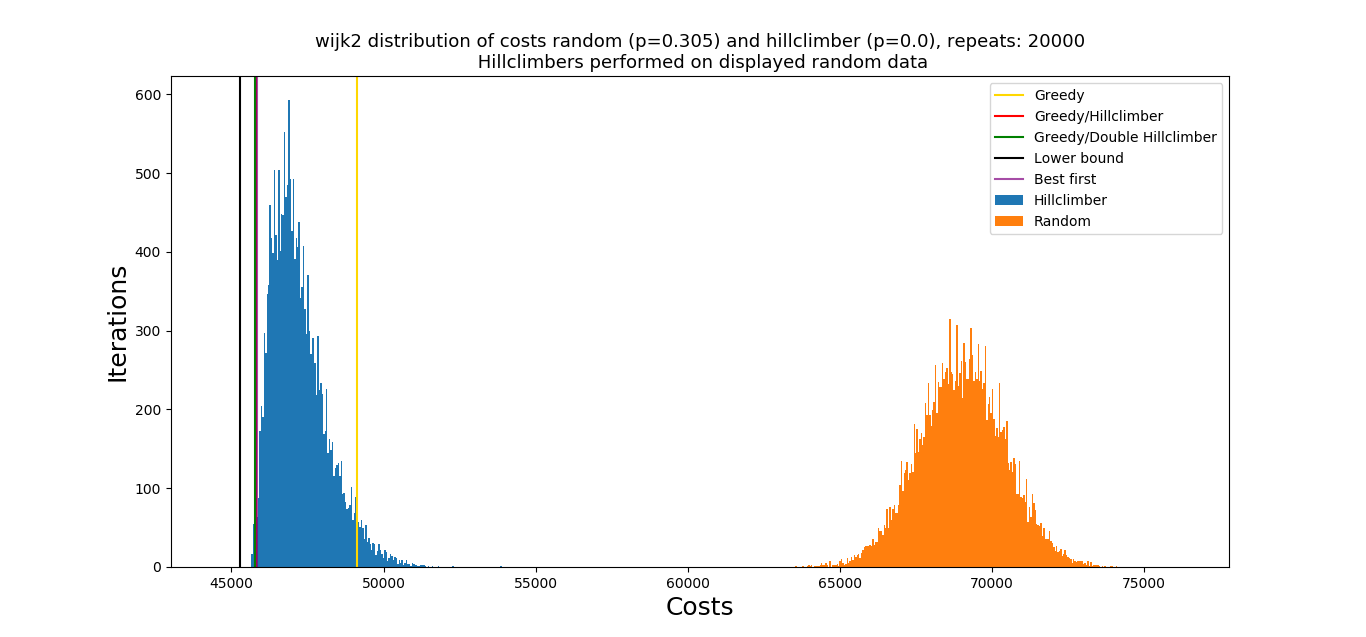 wijk2 distribution of costs random (p=0.305) and hillclimber (p=0.0), repeats: 20000
Hillclimbers performed on displayed random data
Greedy
Greedy/Hillclimber
Greedy/Double Hillclimber
Lower bound
Best first
Hillclimber
Random
600
500
400
300
200
100
0
Iterations
45000 50000 55000 60000 65000 70000 75000
Costs